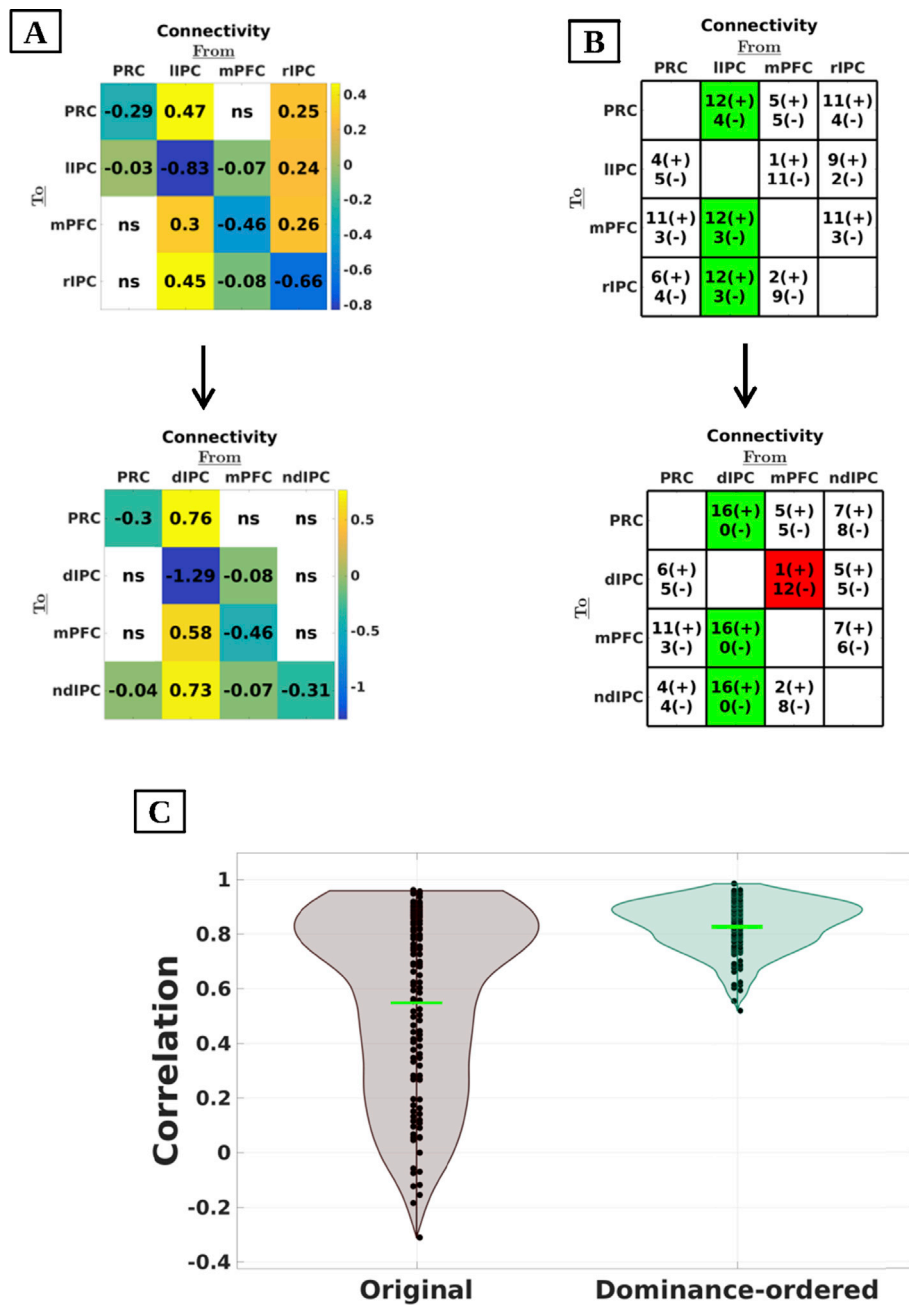 A
Connectivity
From
PRC lIPC mPFC rIPC
To
PRC -0.29 0.47 ns 0.25
lIPC -0.03 -0.83 -0.07 0.24
mPFC ns 0.3 -0.46 0.26
rIPC ns 0.45 -0.08 -0.66
0.4
0.2
0
-0.2
-0.4
-0.6
-0.8
B
Connectivity
From
PRC lIPC mPFC rIPC
To
PRC 12(+) 5(+) 11(+)
4(-) 5(-) 4(-)
lIPC 4(+) 1(+) 9(+)
5(-) 11(-) 2(-)
mPFC 11(+) 12(+) 11(+)
3(-) 3(-) 3(-)
rIPC 6(+) 12(+) 2(+)
4(-) 3(-) 9(-)
Connectivity
From
PRC dIPC mPFC ndIPC
To
PRC -0.3 0.76 ns ns
dIPC ns -1.29 -0.08 ns
mPFC ns 0.58 -0.46 ns
ndIPC -0.04 0.73 -0.07 -0.31
0.5
0
-0.5
-1
Connectivity
From
PRC dIPC mPFC ndIPC
To
PRC 16(+) 5(+) 7(+)
0(-) 5(-) 8(-)
dIPC 6(+) 1(+) 5(+)
5(-) 12(-) 5(-)
mPFC 11(+) 16(+) 7(+)
3(-) 0(-) 6(-)
ndIPC 4(+) 16(+) 2(+)
4(-) 0(-) 8(-)
C
Correlation
1
0.8
0.6
0.4
0.2
0
-0.2
-0.4
Original Dominance-ordered